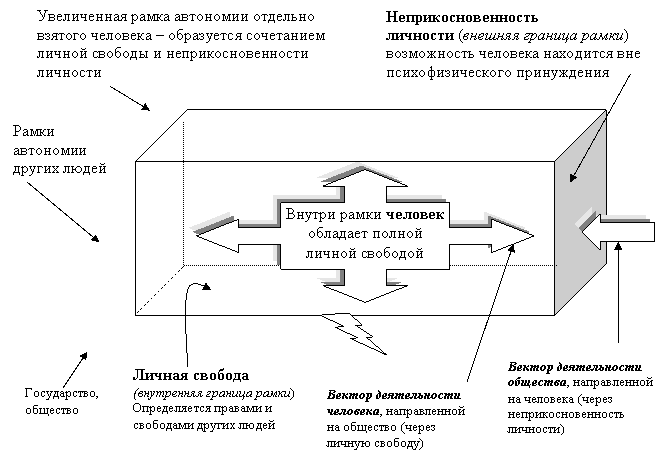 Увеличенная рамка автономии отдельно
взятого человека – образуется сочетанием
личной свободы и неприкосновенности
личности
Неприкосновенность
личности (внешняя граница рамки)
возможность человека находится вне
психофизического принуждения
Рамки
автономии
других людей
Внутри рамки человек
обладает полной
личной свободой
Личная свобода
(внутренняя граница рамки)
Определяется правами и
свободами других людей
Государство,
общество
Вектор деятельности
человека, направленной
на общество (через
личную свободу)
Вектор деятельности
общества, направленной
на человека (через
неприкосновенность
личности)